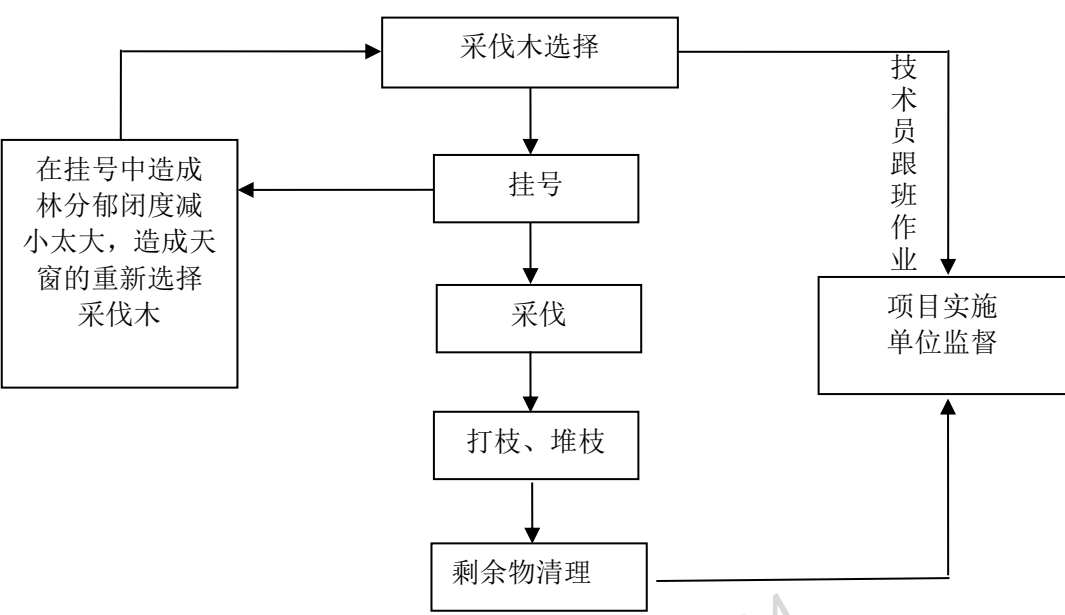 采伐木选择
技术员跟班作业
在挂号中造成
林分郁闭度减
小太大，造成天
窗的重新选择
采伐木
挂号
采伐
项目实施
单位监督
打枝、堆枝
剩余物清理